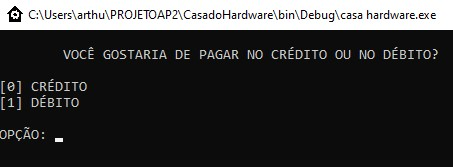 C:\Users\arthu\PROJETOAP2\CasadoHardware\bin\Debug\casa hardware.exe
VOCÊ GOSTARIA DE PAGAR NO CRÉDITO OU NO DÉBITO?
[0] CRÉDITO
[1] DÉBITO
OPÇÃO: _